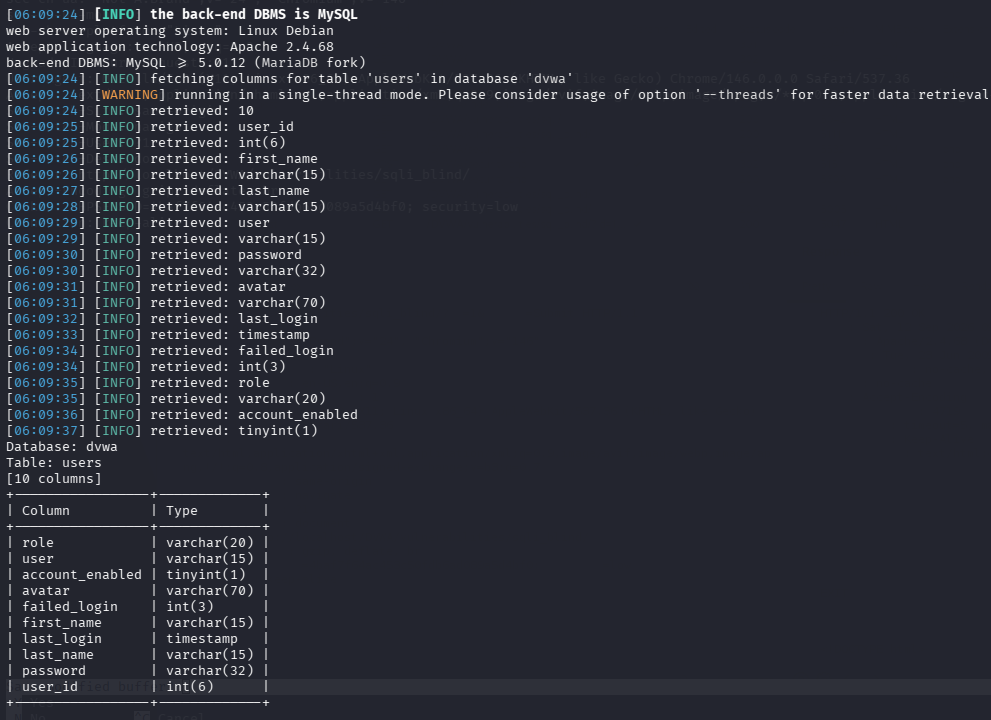 [06:09:24] [INFO] the back-end DBMS is MySQL
web server operating system: Linux Debian
web application technology: Apache 2.4.68
back-end DBMS: MySQL ≥ 5.0.12 (MariaDB fork)
[06:09:24] [INFO] fetching columns for table 'users' in database 'dvwa'
[06:09:24] [WARNING] running in a single-thread mode. Please consider usage of option '--threads' for faster data retrieval
[06:09:24] [INFO] retrieved: 10
[06:09:25] [INFO] retrieved: user_id
[06:09:25] [INFO] retrieved: int(6)
[06:09:26] [INFO] retrieved: first_name
[06:09:26] [INFO] retrieved: varchar(15)
[06:09:27] [INFO] retrieved: last_name
[06:09:28] [INFO] retrieved: varchar(15)
[06:09:29] [INFO] retrieved: user
[06:09:29] [INFO] retrieved: varchar(15)
[06:09:30] [INFO] retrieved: password
[06:09:30] [INFO] retrieved: varchar(32)
[06:09:31] [INFO] retrieved: avatar
[06:09:31] [INFO] retrieved: varchar(70)
[06:09:32] [INFO] retrieved: last_login
[06:09:33] [INFO] retrieved: timestamp
[06:09:34] [INFO] retrieved: failed_login
[06:09:34] [INFO] retrieved: int(3)
[06:09:35] [INFO] retrieved: role
[06:09:35] [INFO] retrieved: varchar(20)
[06:09:36] [INFO] retrieved: account_enabled
[06:09:37] [INFO] retrieved: tinyint(1)
Database: dvwa
Table: users
[10 columns]
+-----------------+-------------+
| Column | Type |
+-----------------+-------------+
| role | varchar(20) |
| user | varchar(15) |
| account_enabled | tinyint(1) |
| avatar | varchar(70) |
| failed_login | int(3) |
| first_name | varchar(15) |
| last_login | timestamp |
| last_name | varchar(15) |
| password | varchar(32) |
| user_id | int(6) |
+-----------------+-------------+